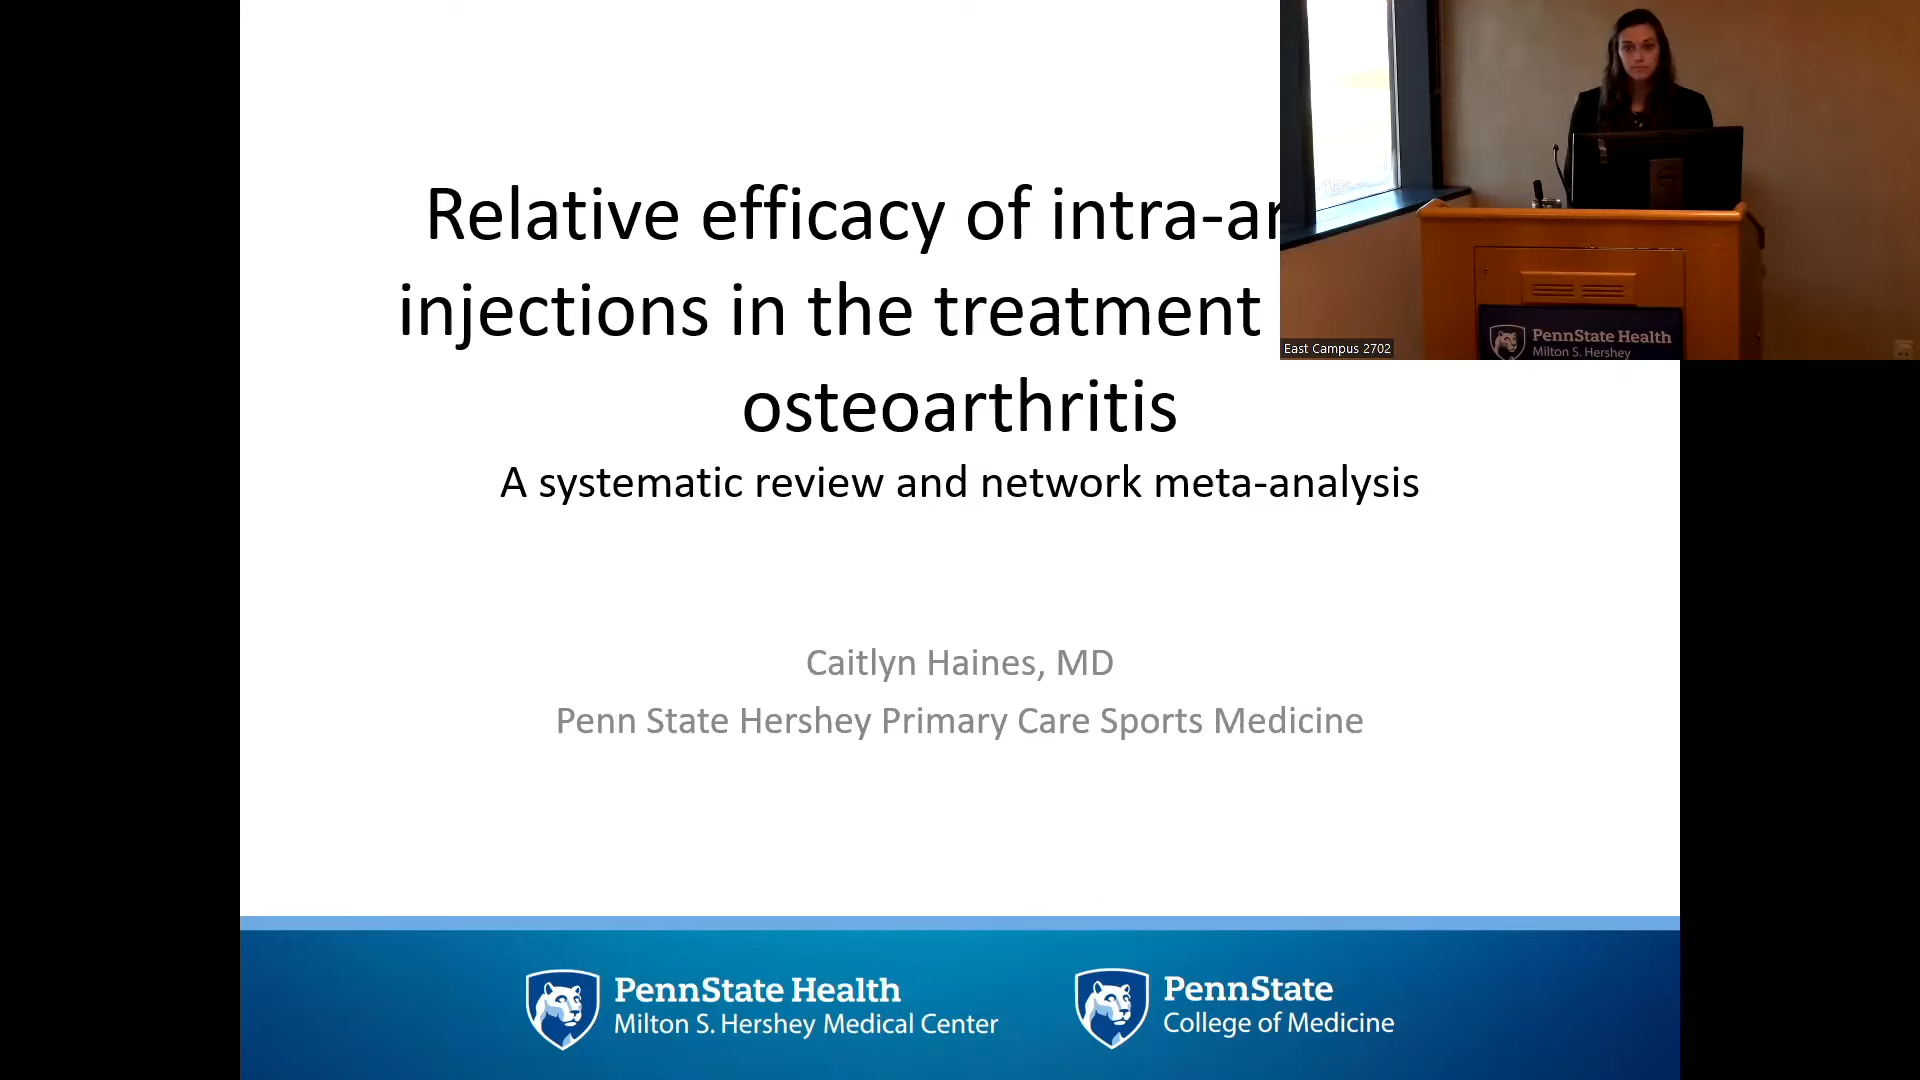 Relative efficacy of intra-ar
injections in the treatment
osteoarthritis
A systematic review and network meta-analysis
Caitlyn Haines, MD
Penn State Hershey Primary Care Sports Medicine
East Campus 2702
PennState Health
Milton S. Hershey
PennState Health
Milton S. Hershey Medical Center
PennState
College of Medicine